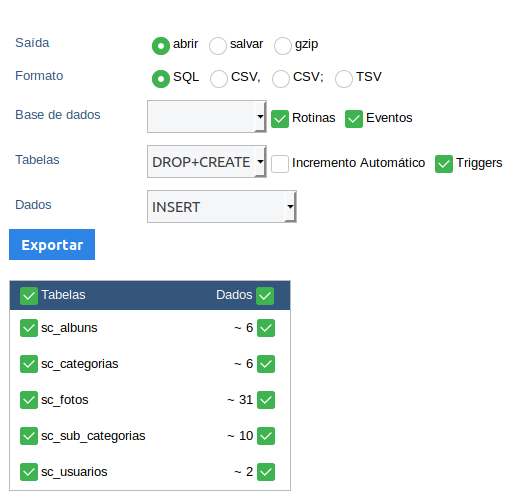 Saída abrir salvar gzip
Formato SQL CSV, CSV; TSV
Base de dados Rotinas Eventos
Tabelas DROP+CREATE Incremento Automático Triggers
Dados INSERT
Exportar
Tabelas Dados
sc_albuns ~ 6
sc_categorias ~ 6
sc_fotos ~ 31
sc_sub_categorias ~ 10
sc_usuarios ~ 2